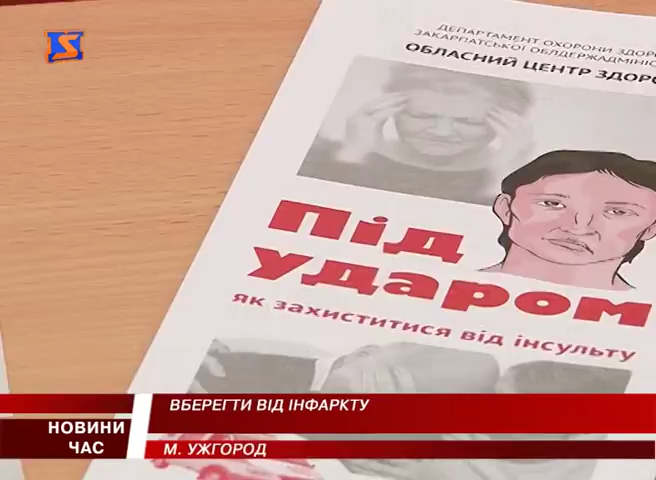 ДЕПАРТАМЕНТ ОХОРОНИ ЗДОРО
ЗАКАРПАТСЬКОЇ ОБЛДЕРЖАДМІНІС
ОБЛАСНИЙ ЦЕНТР ЗДОРО
Під
ударом
як захиститися від інсульту
ВБЕРЕГТИ ВІД ІНФАРКТУ
НОВИНИ
ЧАС
М. УЖГОРОД